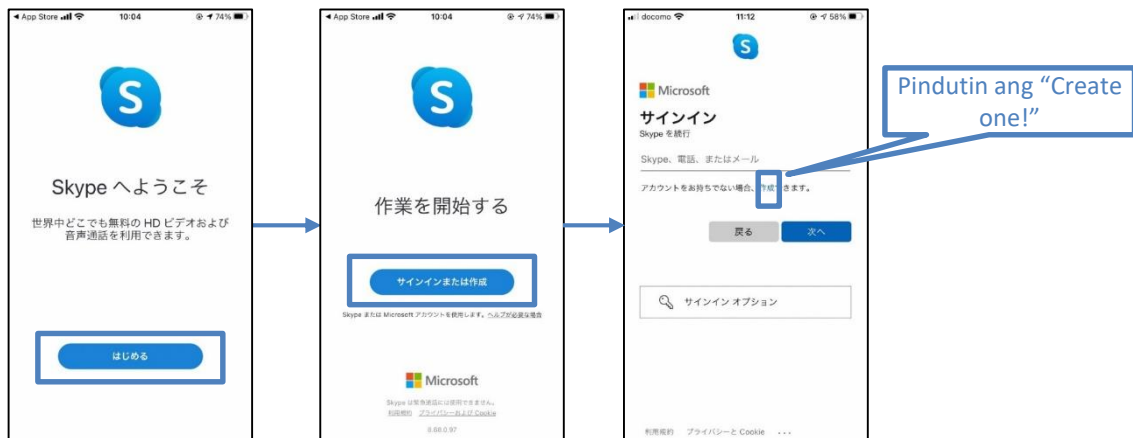 App Store 10:04 74%
S
Skype へようこそ
世界中どこでも無料の HD ビデオおよび
音声通話を利用できます。
はじめる
App Store 10:04 74%
S
作業を開始する
サインインまたは作成
Skype または Microsoft アカウントを使用します。ヘルプが必要な場合
Microsoft
Skype は緊急通話には使用できません。
利用規約 プライバシーおよび Cookie
8.68.0.97
docomo 11:12 58%
S
Microsoft
サインイン
Skype を続行
Skype、電話、またはメール
アカウントをお持ちでない場合、作成できます。
戻る 次へ
サインイン オプション
利用規約 プライバシーと Cookie ...
Pindutin ang “Create
one!”